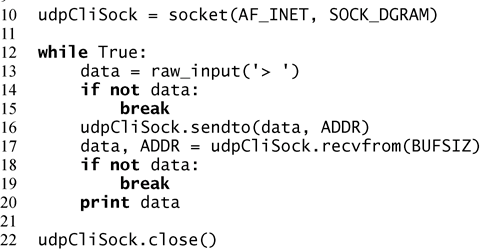 10 udpCliSock = socket(AF_INET, SOCK_DGRAM)
11
12 while True:
13     data = raw_input('> ')
14     if not data:
15         break
16     udpCliSock.sendto(data, ADDR)
17     data, ADDR = udpCliSock.recvfrom(BUFSIZ)
18     if not data:
19         break
20     print data
21
22 udpCliSock.close()